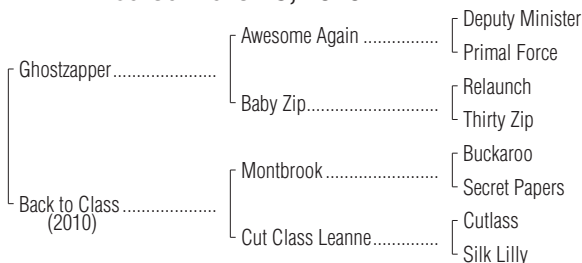 Deputy Minister
Awesome Again ................
Primal Force
Ghostzapper......................
Relaunch
Baby Zip............................
Thirty Zip
Buckaroo
Montbrook ........................
Secret Papers
Back to Class ....................
(2010)
Cutlass
Cut Class Leanne..............
Silk Lilly